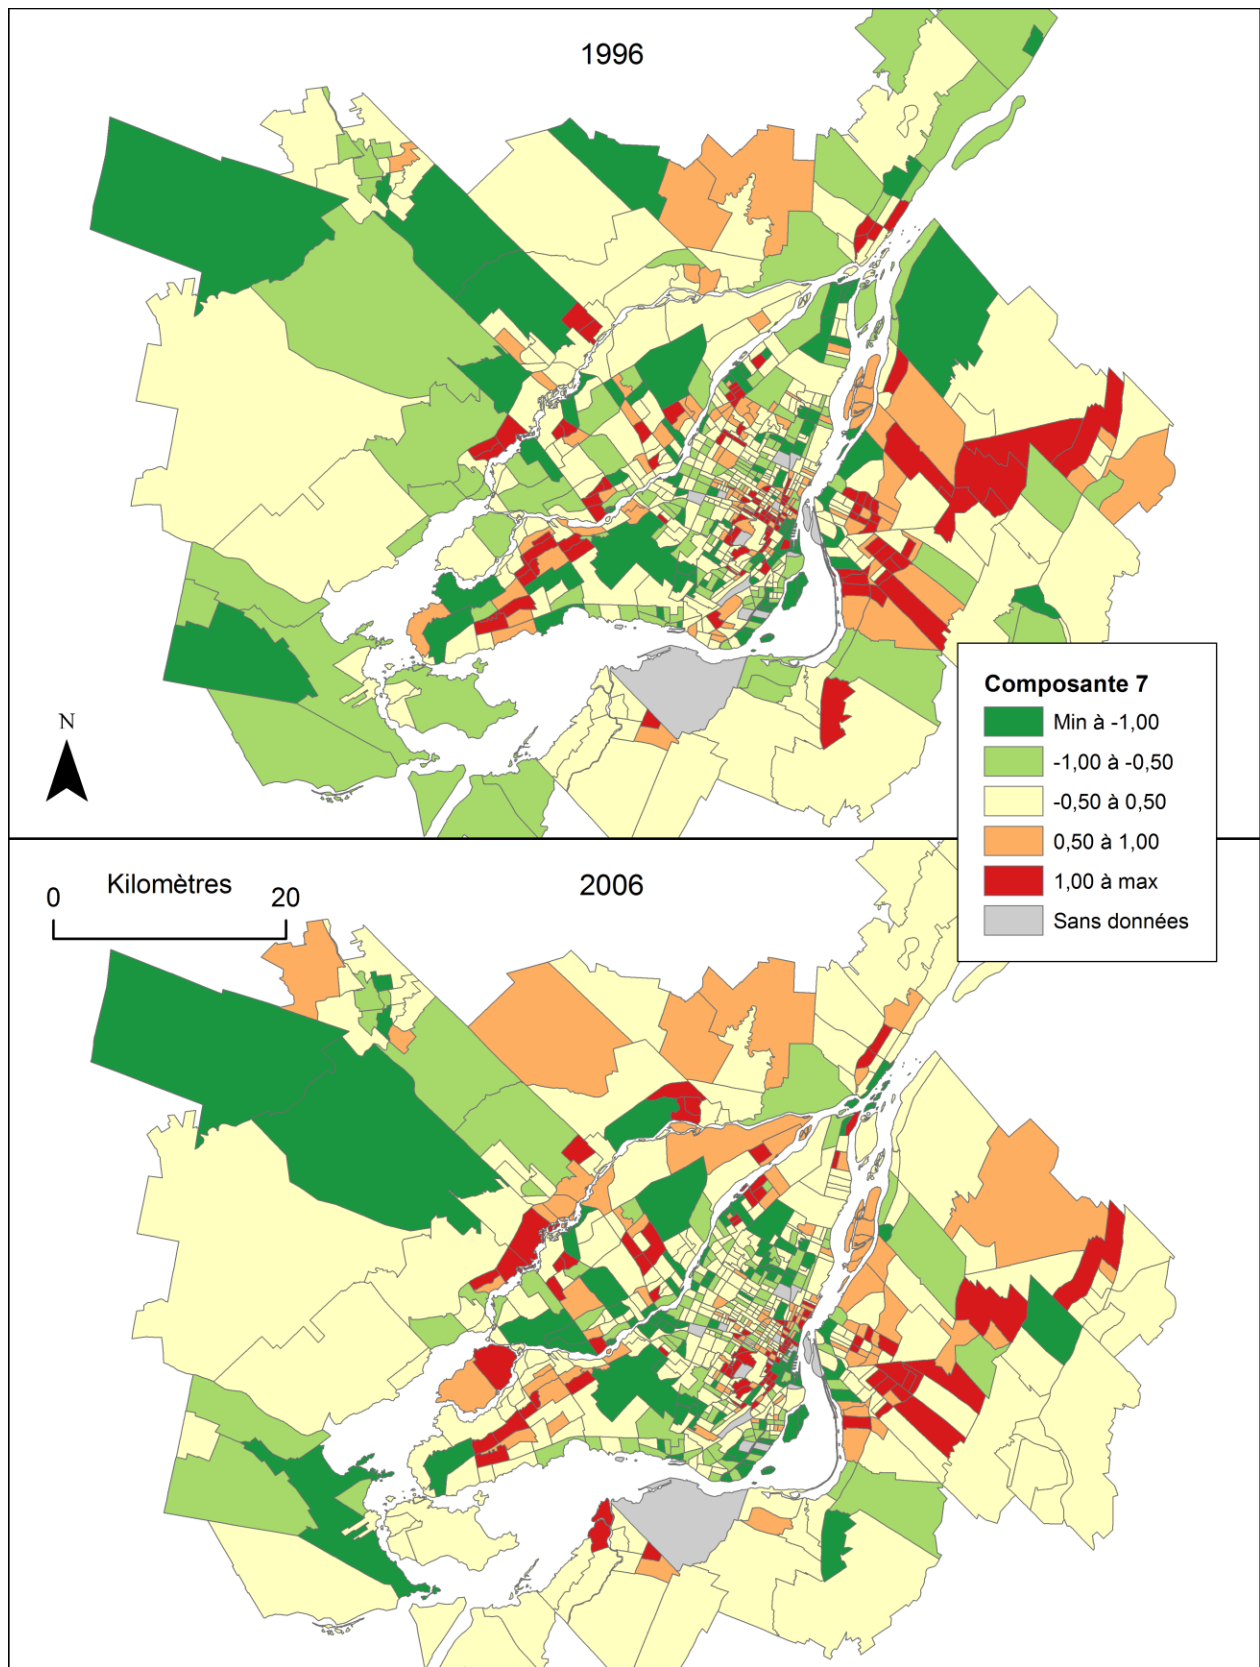 1996
N
Composante 7
Min à -1,00
-1,00 à -0,50
-0,50 à 0,50
0,50 à 1,00
1,00 à max
Sans données
0 Kilomètres 20
2006